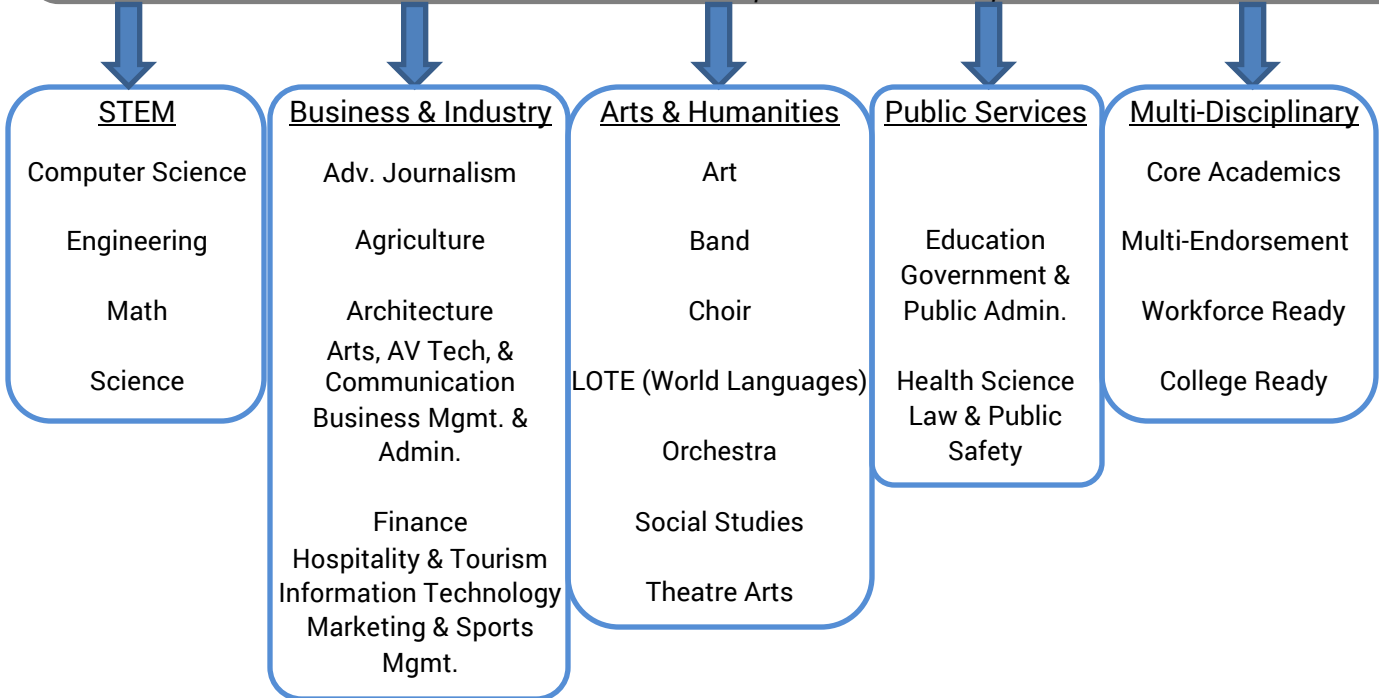 STEM
Computer Science
Engineering
Math
Science
Business & Industry
Adv. Journalism
Agriculture
Architecture
Arts, AV Tech, &
Communication
Business Mgmt. &
Admin.
Finance
Hospitality & Tourism
Information Technology
Marketing & Sports
Mgmt.
Arts & Humanities
Art
Band
Choir
LOTE (World Languages)
Orchestra
Social Studies
Theatre Arts
Public Services
Education
Government &
Public Admin.
Health Science
Law & Public
Safety
Multi-Disciplinary
Core Academics
Multi-Endorsement
Workforce Ready
College Ready